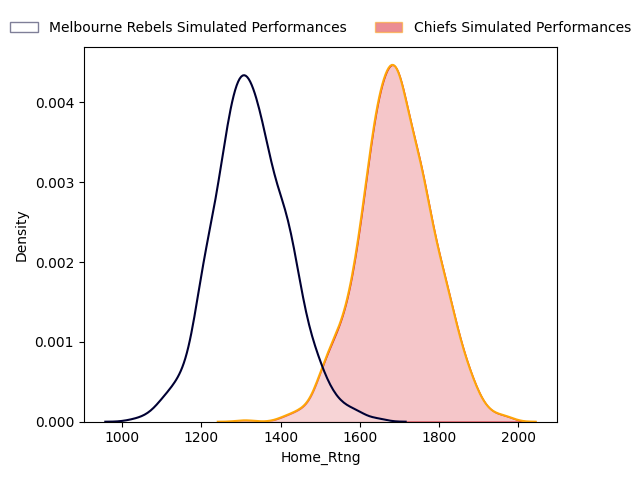 Melbourne Rebels Simulated Performances
Chiefs Simulated Performances
Density
0.004
0.003
0.002
0.001
0.000
1000 1200 1400 1600 1800 2000
Home_Rtng